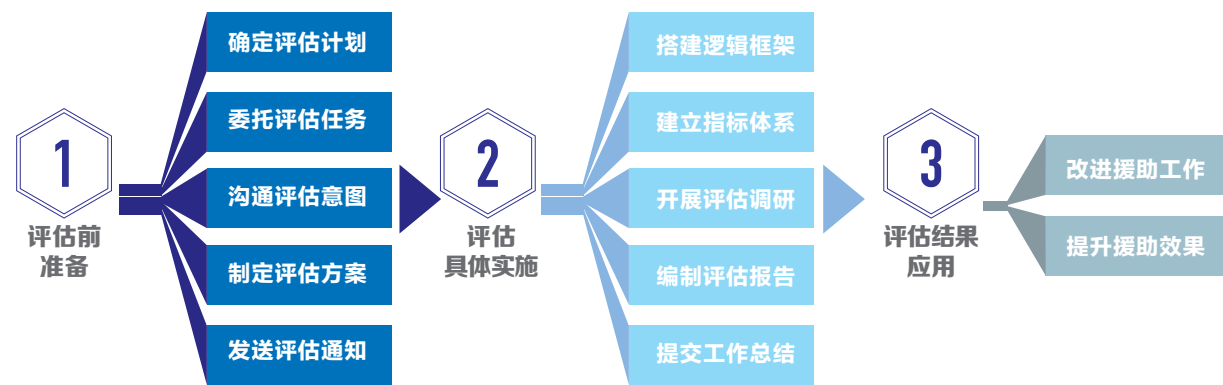 1
评估前
准备
确定评估计划
委托评估任务
沟通评估意图
制定评估方案
发送评估通知
2
评估
具体实施
搭建逻辑框架
建立指标体系
开展评估调研
编制评估报告
提交工作总结
3
评估结果
应用
改进援助工作
提升援助效果